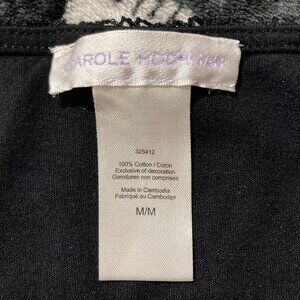 CAROLE HOCHMAN
325412
100% Cotton / Coton
Exclusive of decoration
Garnitures non comprises
Made in Cambodia
Fabriqué au Cambodge
M/M